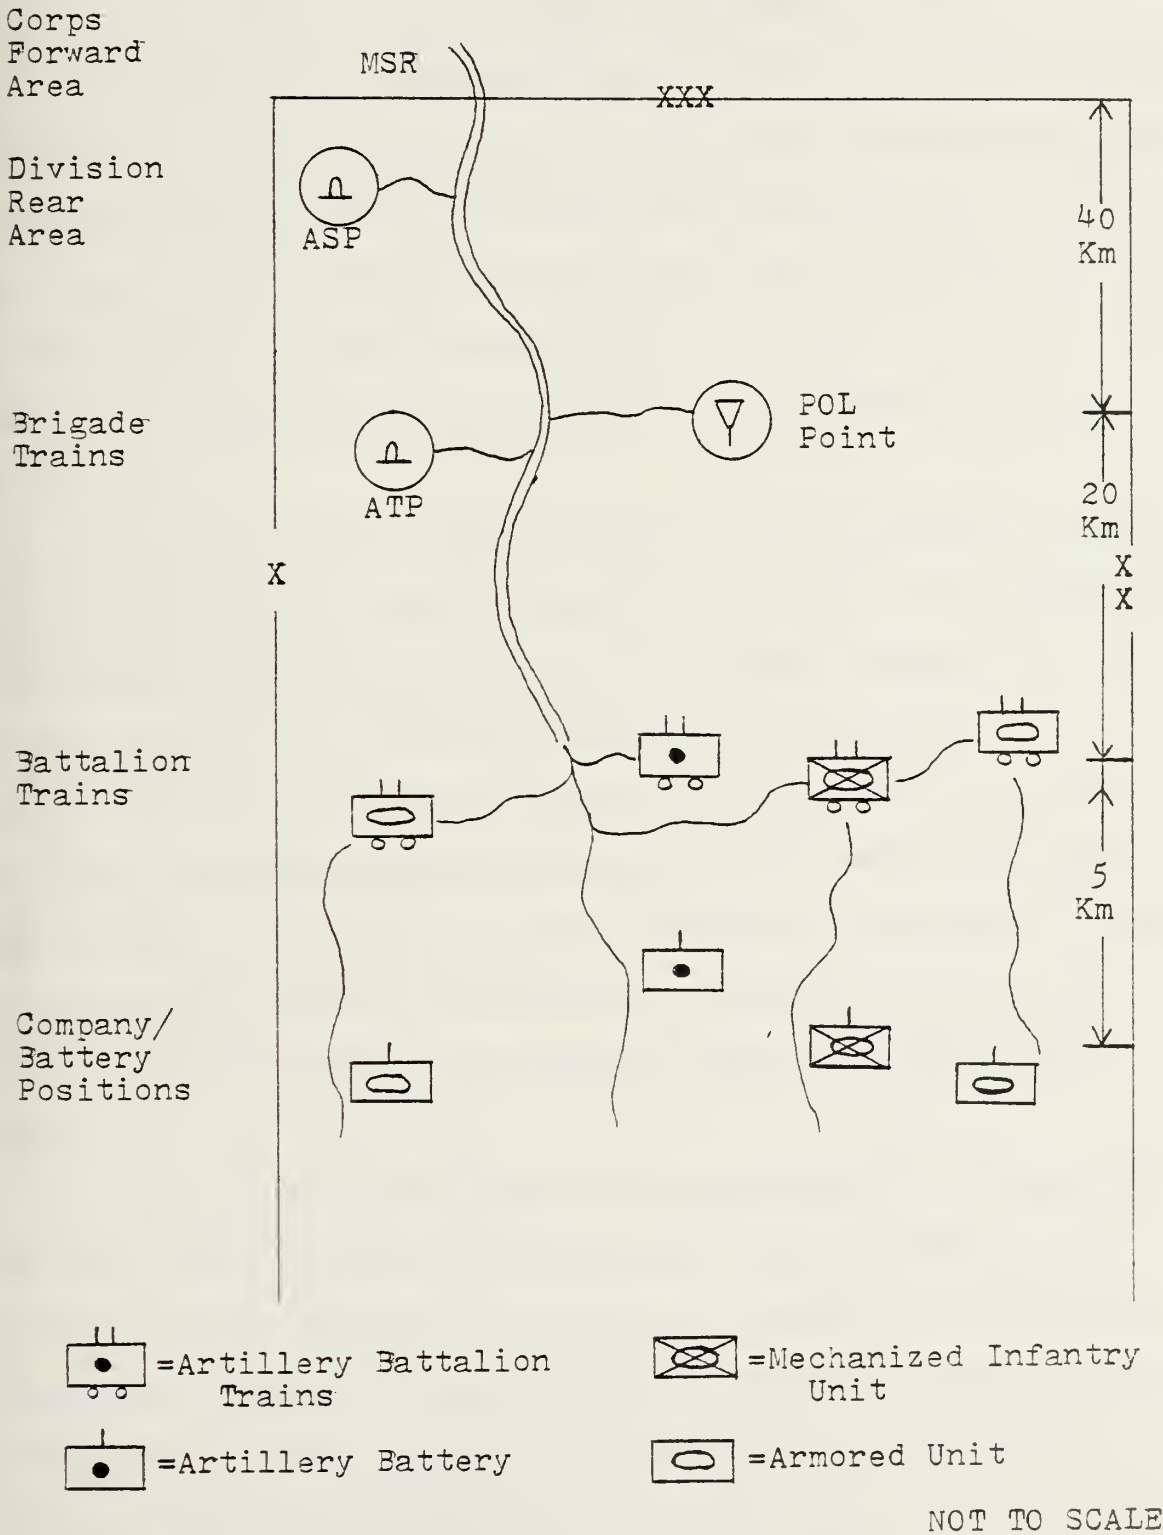 Corps
Forward
Area
MSR
XXX
Division
Rear
Area
ASP
40
Km
Brigade
Trains
ATP
POL
Point
20
Km
X
X
X
Battalion
Trains
5
Km
Company/
Battery
Positions
=Artillery Battalion
Trains
=Mechanized Infantry
Unit
=Artillery Battery
=Armored Unit
NOT TO SCALE